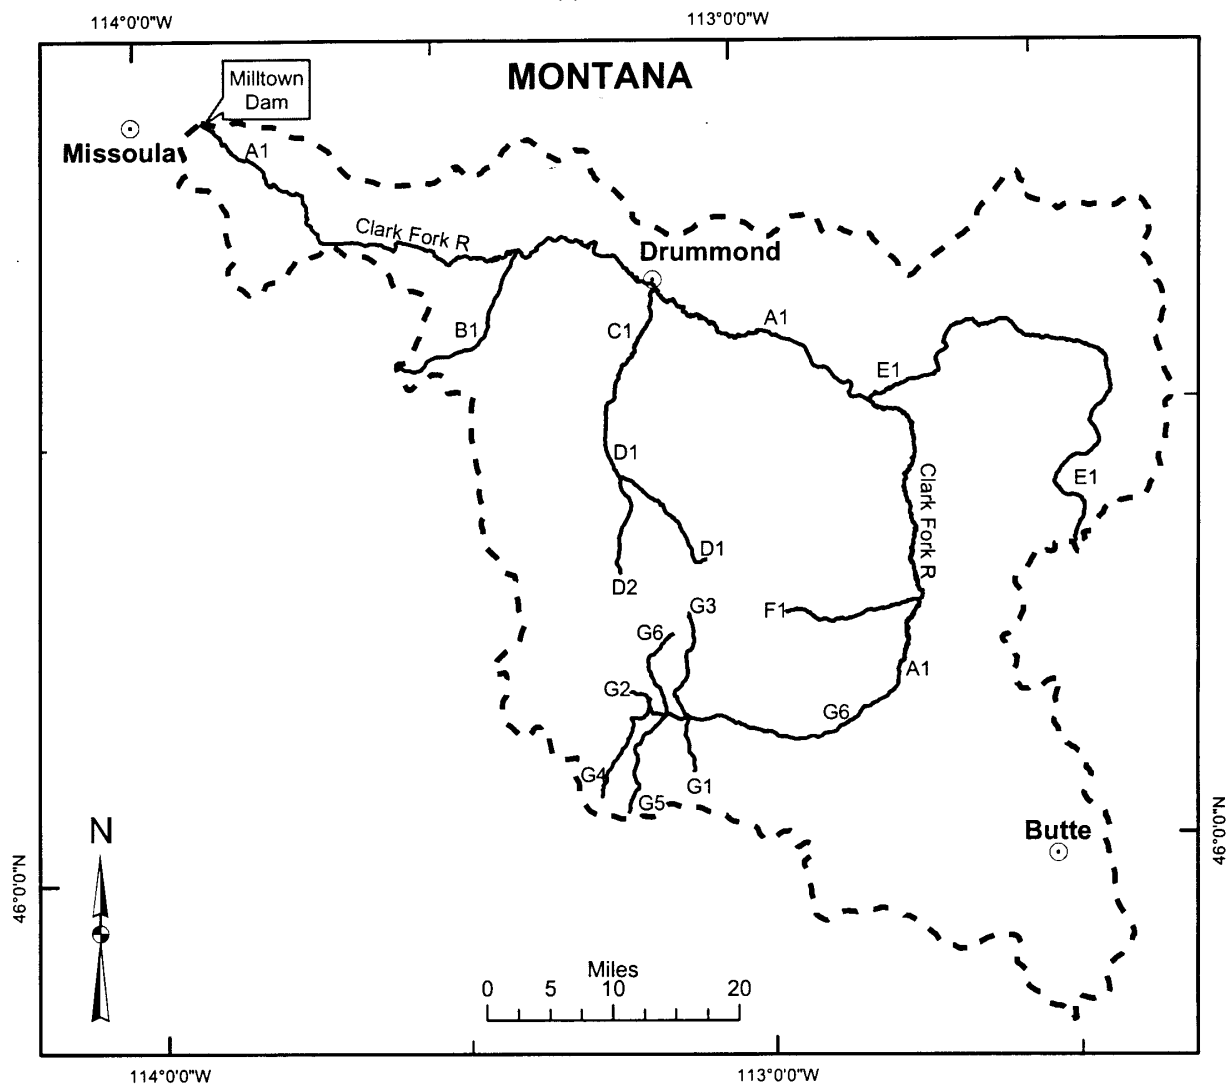 114°0'0"W
113°0'0"W
MONTANA
Milltown
Dam
Missoula
A1
Clark Fork R
Drummond
B1
C1
A1
E1
D1
E1
Clark Fork R
D1
D2
G3
F1
G6
A1
G2
G6
G4
G1
G5
Butte
N
46°0'0"N
46°0'0"N
Miles
0 5 10 20
114°0'0"W
113°0'0"W